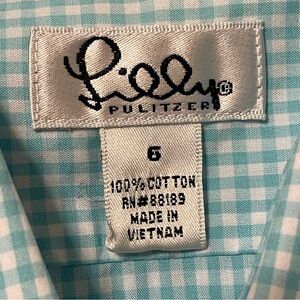 Lilly®
PULITZER
6
100% COTTON
RN#88189
MADE IN
VIETNAM